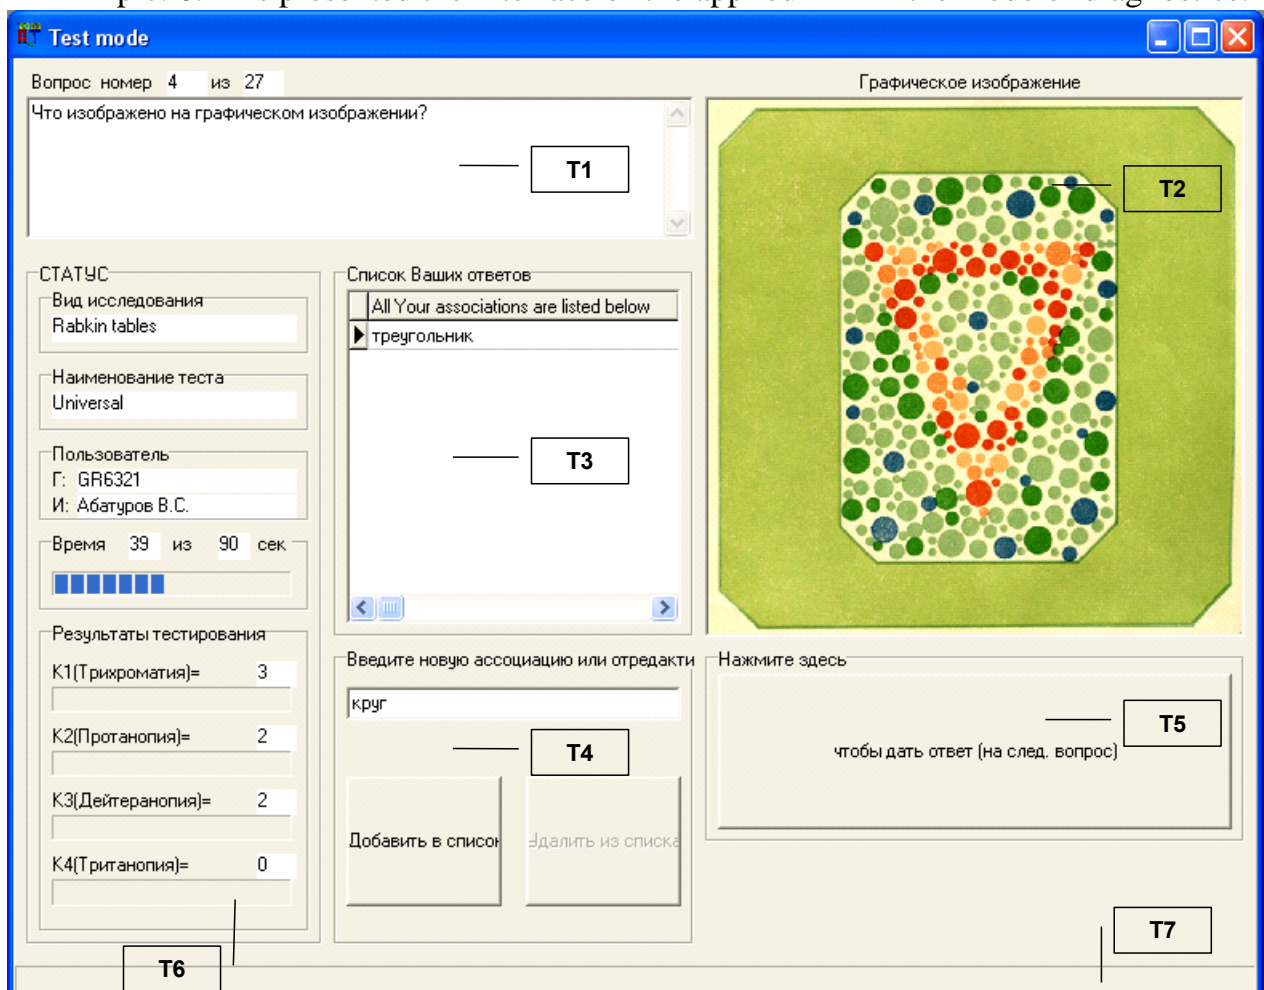 Test mode
Вопрос номер 4 из 27
Что изображено на графическом изображении?
T1
Графическое изображение
T2
СТАТУС
Вид исследования
Rabkin tables
Наименование теста
Universal
Пользователь
Г: GR6321
И: Абатуров В.С.
Время 39 из 90 сек
Результаты тестирования
K1(Трихроматия)= 3
K2(Протанопия)= 2
K3(Дейтеранопия)= 2
K4(Тританопия)= 0
T6
Список Ваших ответов
All Your associations are listed below
треугольник
T3
Введите новую ассоциацию или отредакти
круг
T4
Добавить в список
Удалить из списка
Нажмите здесь
T5
чтобы дать ответ (на след. вопрос)
T7